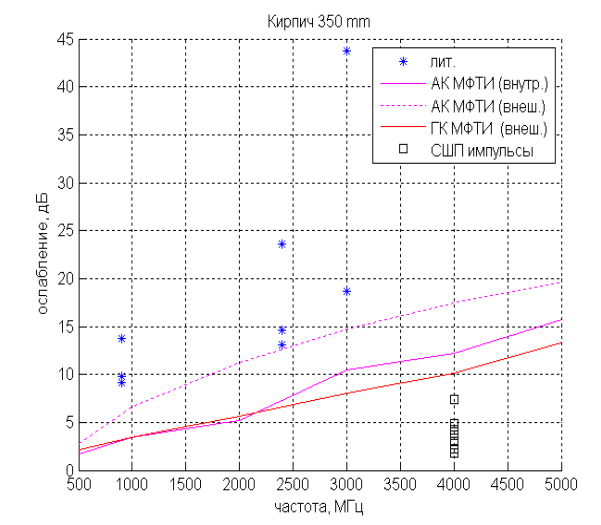 Кирпич 350 mm
45
40
35
30
25
20
15
10
5
0
ослабление, дБ
лит.
АК МФТИ (внутр.)
АК МФТИ (внеш.)
ГК МФТИ (внеш.)
СШП импульсы
500 1000 1500 2000 2500 3000 3500 4000 4500 5000
частота, МГц